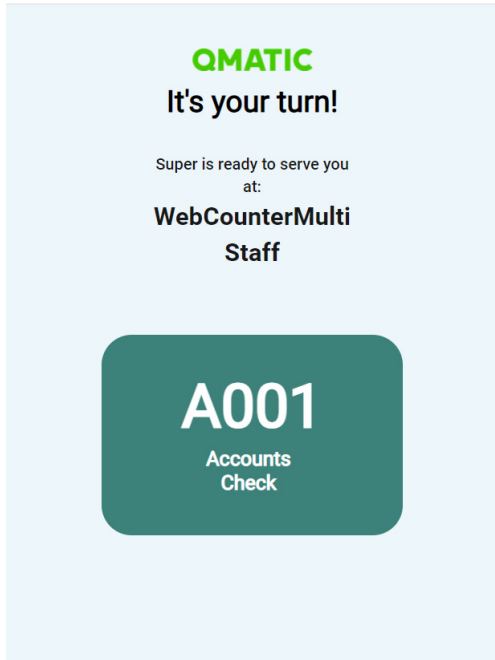 QMATIC
It's your turn!
Super is ready to serve you
at:
WebCounterMulti
Staff
A001
Accounts
Check